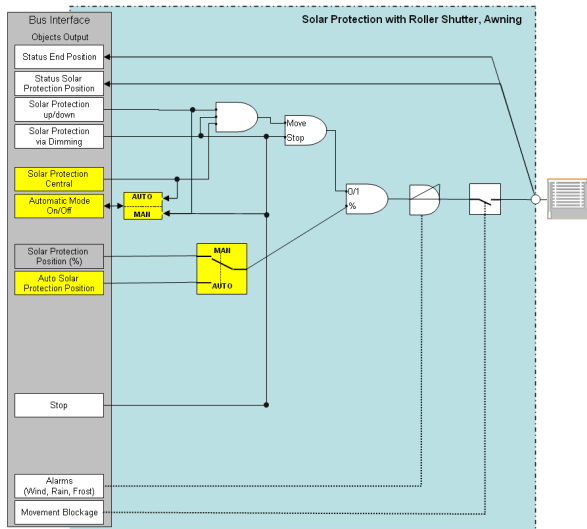 Bus Interface
Solar Protection with Roller Shutter, Awning
Objects Output
Status End Position
Status Solar
Protection Position
Solar Protection
up/down
Solar Protection
via Dimming
Move
Stop
Solar Protection
Central
Automatic Mode
On/Off
AUTO
MAN
0/1
%
Solar Protection
Position (%)
Auto Solar
Protection Position
MAN
AUTO
Stop
Alarms
(Wind, Rain, Frost)
Movement Blockage